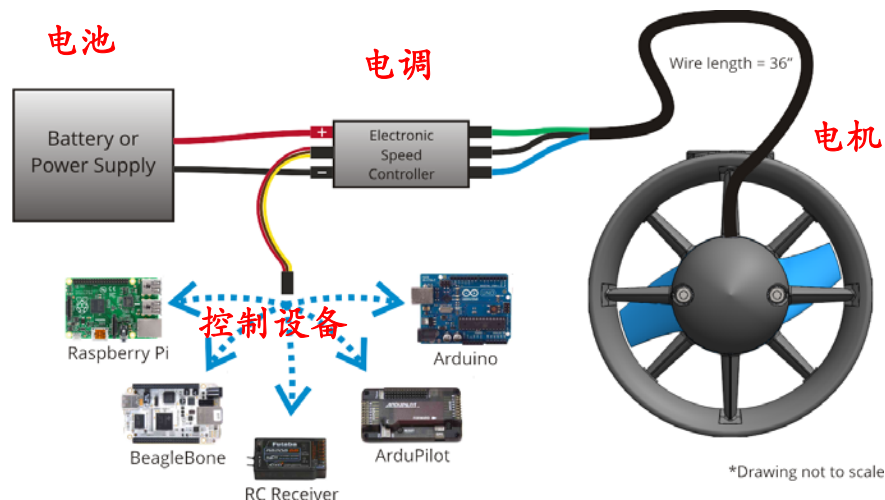 电池
电调
Wire length = 36"
电机
Battery or
Power Supply
+
Electronic
Speed
Controller
控制设备
Raspberry Pi
Arduino
BeagleBone
Futaba
RC Receiver
ArduPilot
*Drawing not to scale